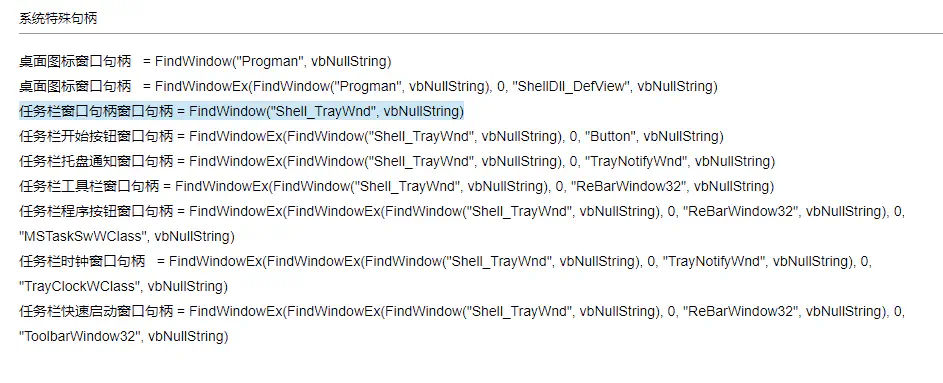 系统特殊句柄
桌面图标窗口句柄 = FindWindow("Progman", vbNullString)
桌面图标窗口句柄 = FindWindowEx(FindWindow("Progman", vbNullString), 0, "ShellDll_DefView", vbNullString)
任务栏窗口句柄窗口句柄 = FindWindow("Shell_TrayWnd", vbNullString)
任务栏开始按钮窗口句柄 = FindWindowEx(FindWindow("Shell_TrayWnd", vbNullString), 0, "Button", vbNullString)
任务栏托盘通知窗口句柄 = FindWindowEx(FindWindow("Shell_TrayWnd", vbNullString), 0, "TrayNotifyWnd", vbNullString)
任务栏工具栏窗口句柄 = FindWindowEx(FindWindow("Shell_TrayWnd", vbNullString), 0, "ReBarWindow32", vbNullString)
任务栏程序按钮窗口句柄 = FindWindowEx(FindWindowEx(FindWindow("Shell_TrayWnd", vbNullString), 0, "ReBarWindow32", vbNullString), 0,
"MSTaskSwWClass", vbNullString)
任务栏时钟窗口句柄 = FindWindowEx(FindWindowEx(FindWindow("Shell_TrayWnd", vbNullString), 0, "TrayNotifyWnd", vbNullString), 0,
"TrayClockWClass", vbNullString)
任务栏快速启动窗口句柄 = FindWindowEx(FindWindowEx(FindWindow("Shell_TrayWnd", vbNullString), 0, "ReBarWindow32", vbNullString), 0,
"ToolbarWindow32", vbNullString)